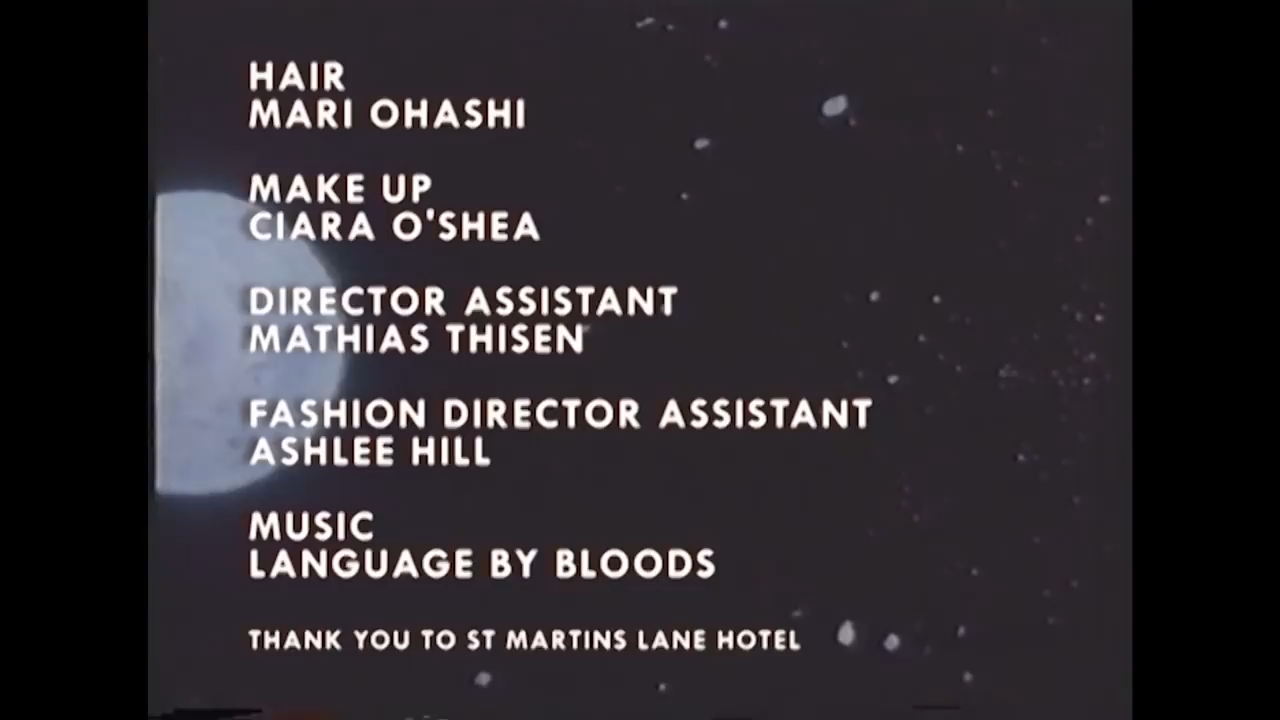 HAIR
MARI OHASHI
MAKE UP
CIARA O'SHEA
DIRECTOR ASSISTANT
MATHIAS THISEN
FASHION DIRECTOR ASSISTANT
ASHLEE HILL
MUSIC
LANGUAGE BY BLOODS
THANK YOU TO ST MARTINS LANE HOTEL